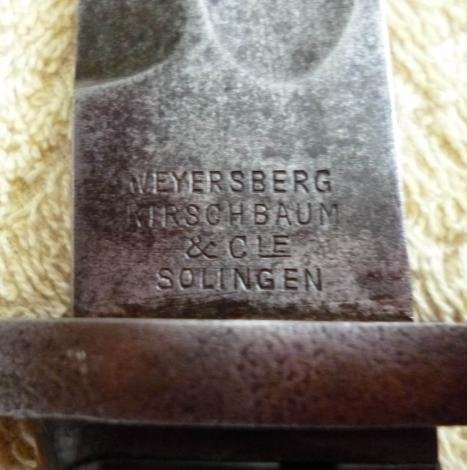 WEYERSBERG
KIRSCHBAUM
& CIE
SOLINGEN